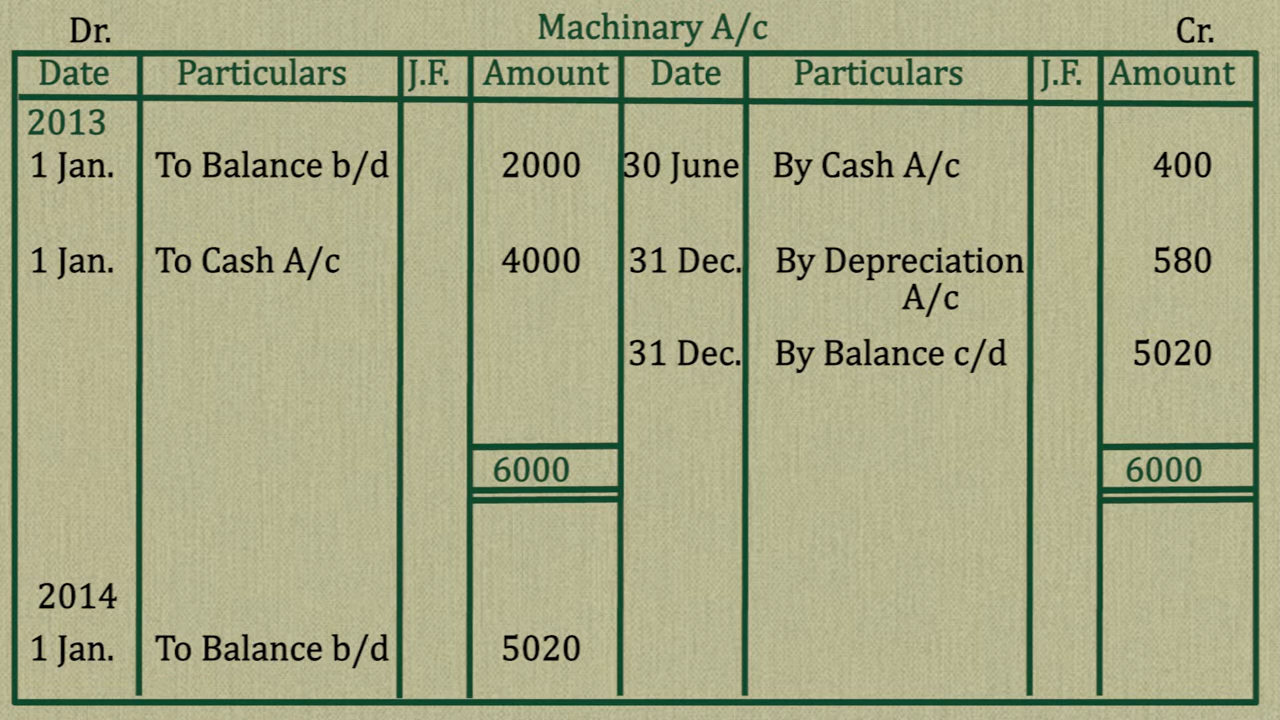 Dr. Machinary A/c Cr.
Date Particulars J.F. Amount Date Particulars J.F. Amount
2013
1 Jan. To Balance b/d 2000 30 June By Cash A/c 400
1 Jan. To Cash A/c 4000 31 Dec. By Depreciation 580
A/c
31 Dec. By Balance c/d 5020
6000 6000
2014
1 Jan. To Balance b/d 5020